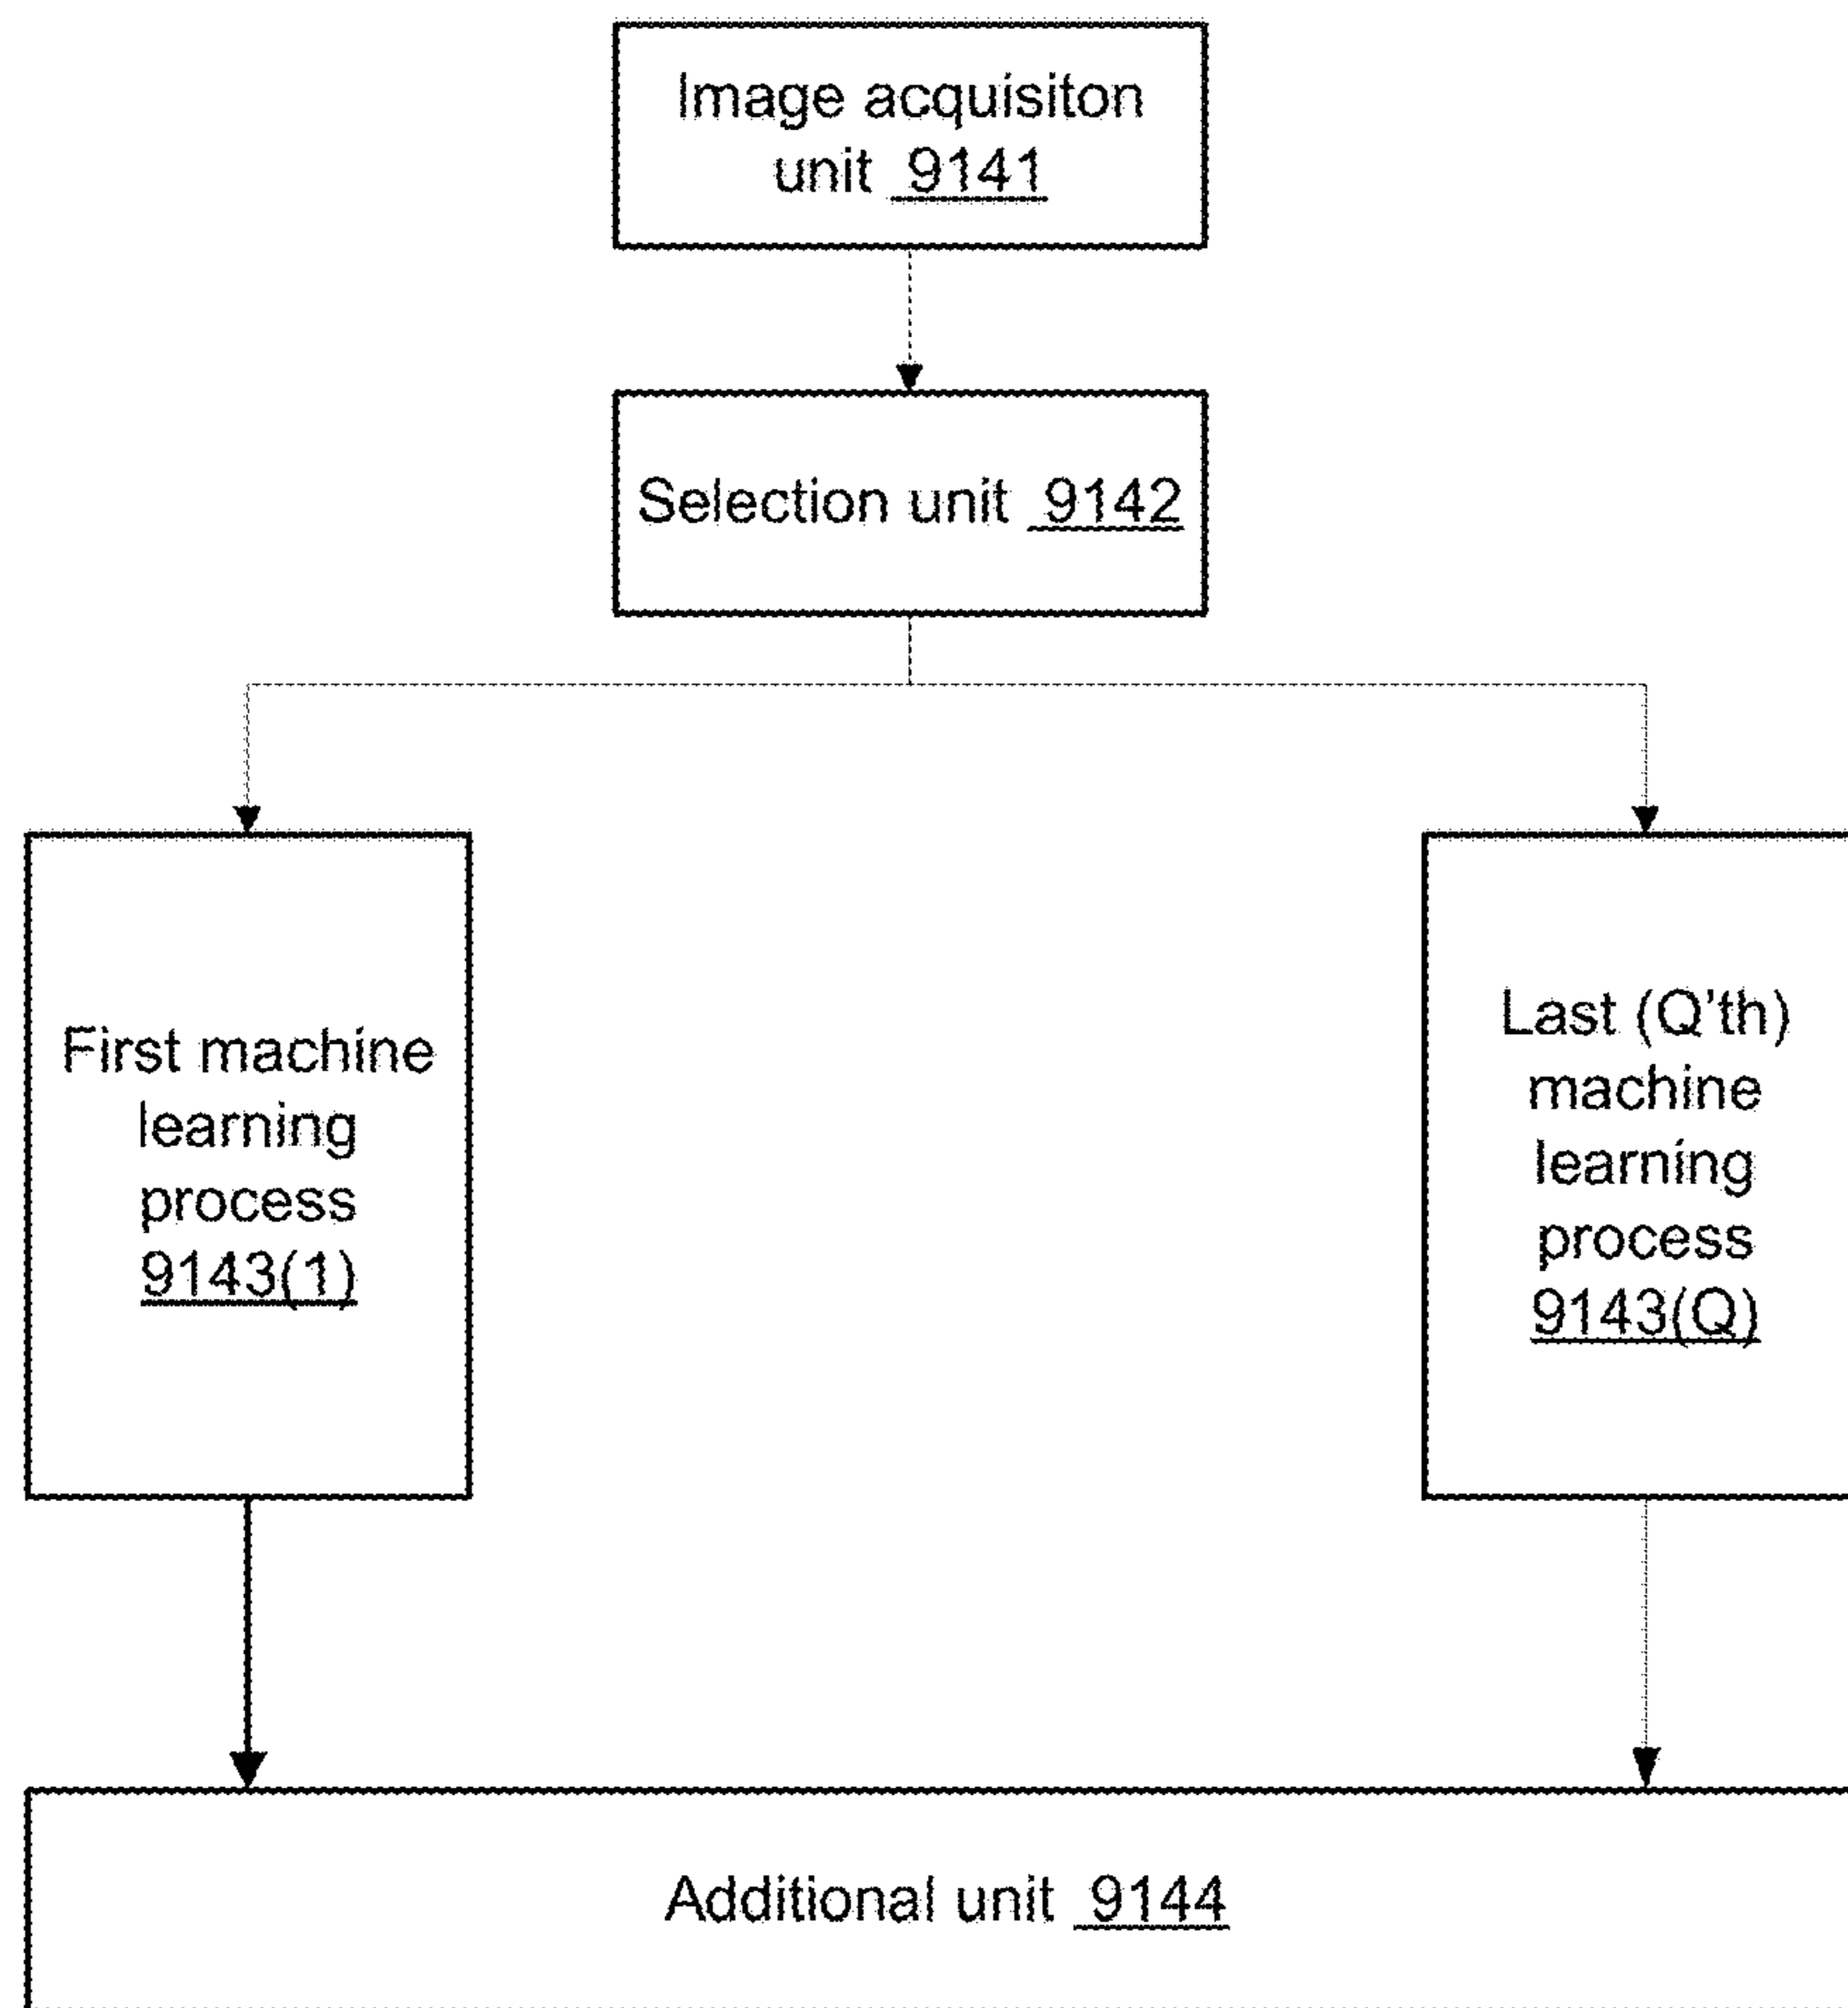 Image acquisiton
unit 9141
Selection unit 9142
First machine
learning
process
9143(1)
Last (Q'th)
machine
learning
process
9143(Q)
Additional unit 9144